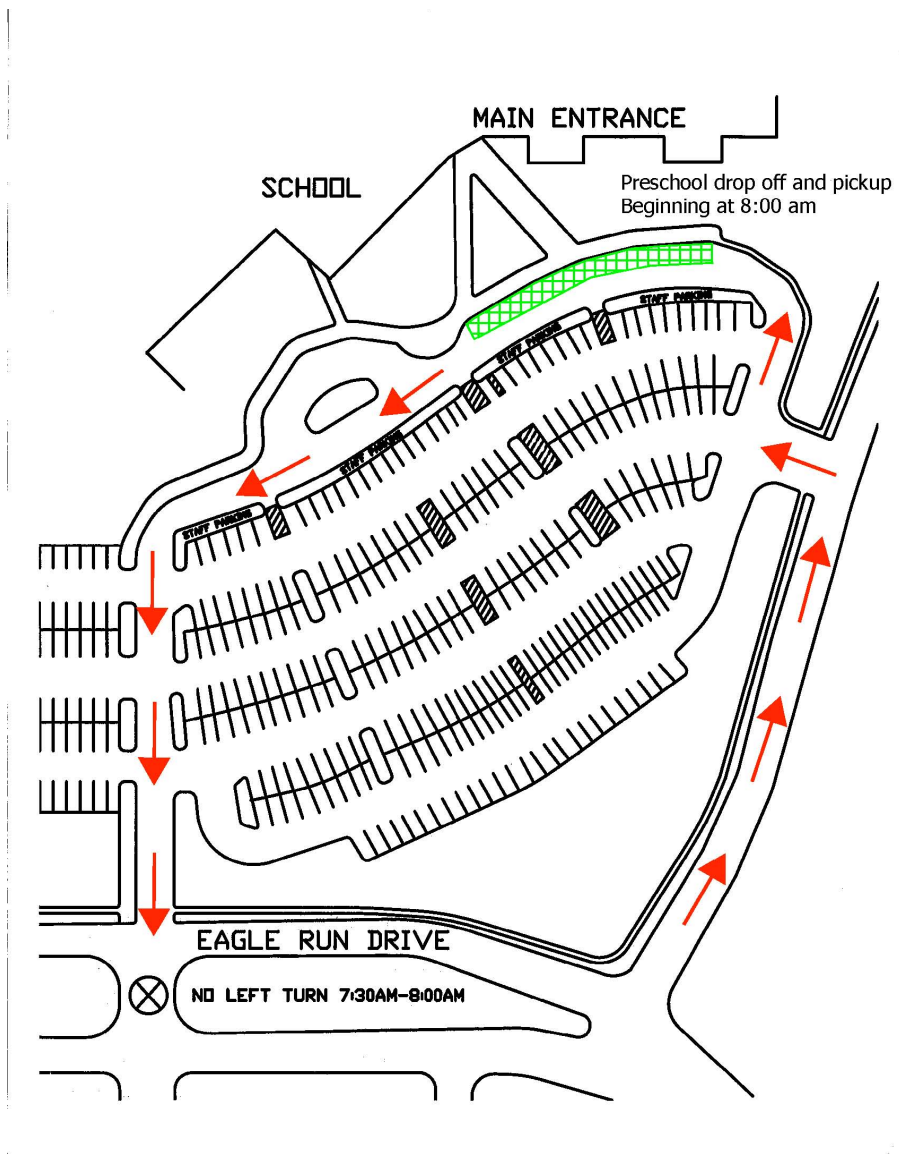 MAIN ENTRANCE
SCHOOL
Preschool drop off and pickup
Beginning at 8:00 am
STAFF PARKING
STAFF PARKING
STAFF PARKING
STAFF PARKING
EAGLE RUN DRIVE
NO LEFT TURN 7:30AM-8:00AM